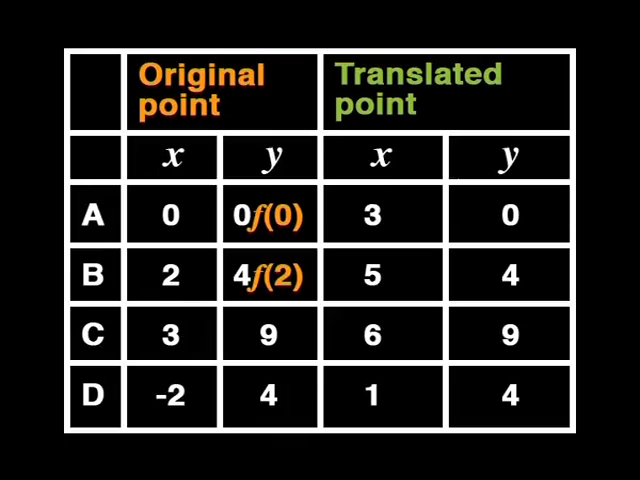 Original point Translated point
x y x y
A 0 0f(0) 3 0
B 2 4f(2) 5 4
C 3 9 6 9
D -2 4 1 4